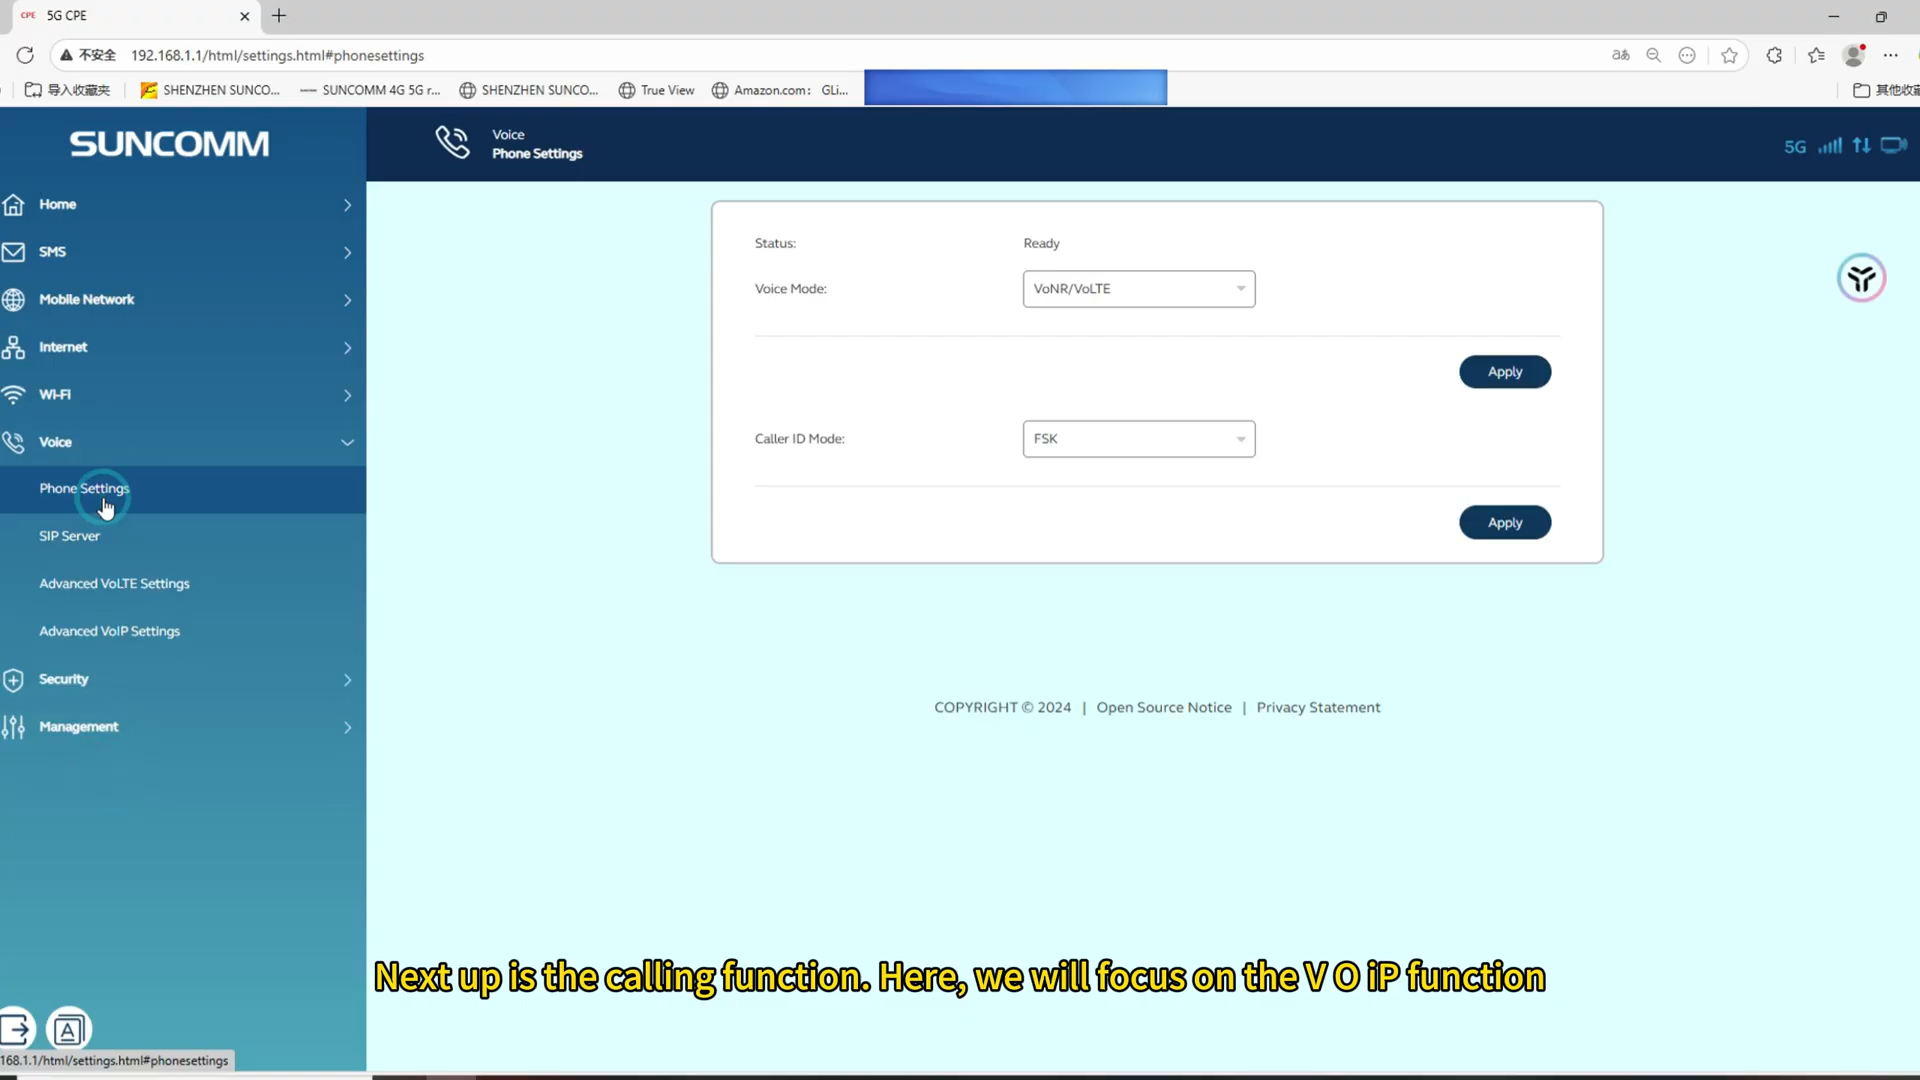 CPE 5G CPE
不安全 192.168.1.1/html/settings.html#phonesettings
导入收藏夹 SHENZHEN SUNCO... SUNCOMM 4G 5G r... SHENZHEN SUNCO... True View Amazon.com: GLi... 其他收藏
SUNCOMM
Voice
Phone Settings
5G
Home
SMS
Mobile Network
Internet
Wi-Fi
Voice
Phone Settings
SIP Server
Advanced VoLTE Settings
Advanced VoIP Settings
Security
Management
Status: Ready
Voice Mode: VoNR/VoLTE
Apply
Caller ID Mode: FSK
Apply
COPYRIGHT © 2024 | Open Source Notice | Privacy Statement
Next up is the calling function. Here, we will focus on the V O iP function
A
168.1.1/html/settings.html#phonesettings